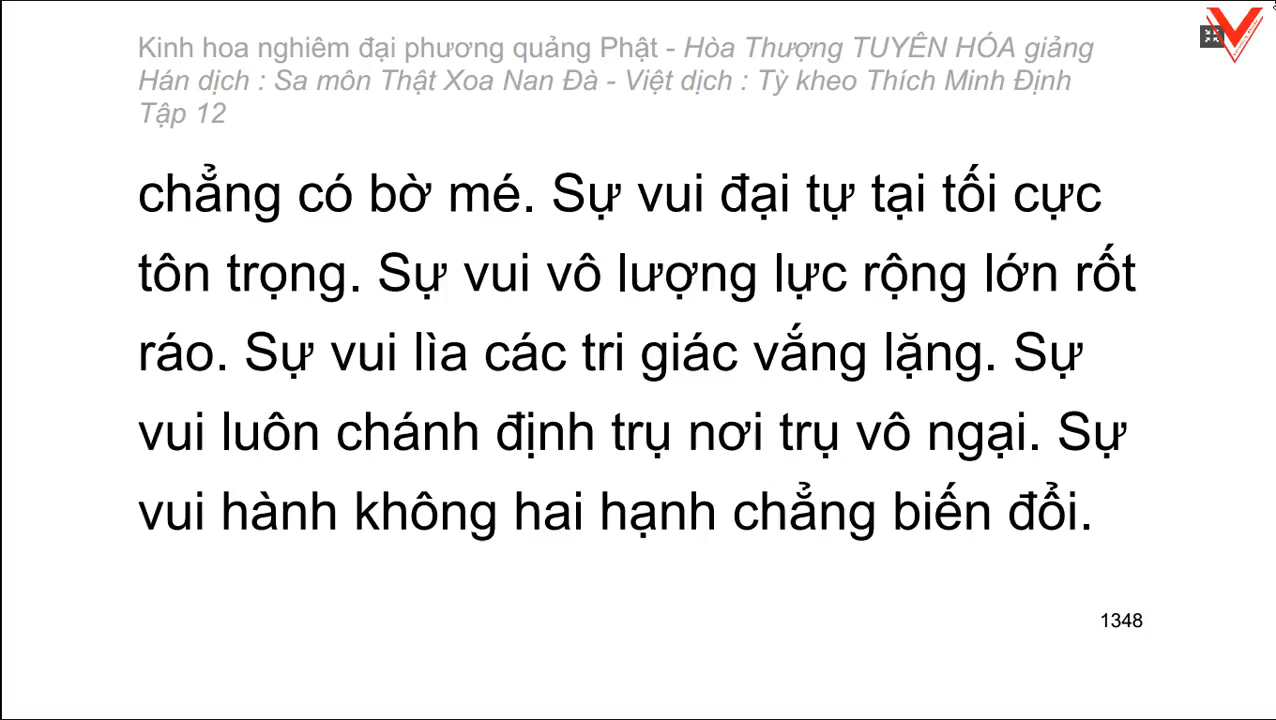 Kinh hoa nghiêm đại phương quảng Phật - Hòa Thượng TUYÊN HÓA giảng
Hán dịch : Sa môn Thật Xoa Nan Đà - Việt dịch : Tỳ kheo Thích Minh Định
Tập 12
chẳng có bờ mé. Sự vui đại tự tại tối cực
tôn trọng. Sự vui vô lượng lực rộng lớn rốt
ráo. Sự vui lìa các tri giác vắng lặng. Sự
vui luôn chánh định trụ nơi trụ vô ngại. Sự
vui hành không hai hạnh chẳng biến đổi.
1348